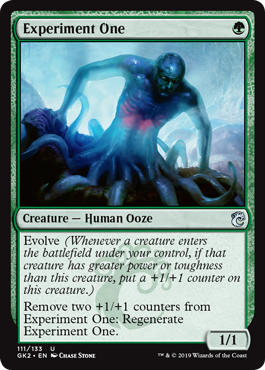 Experiment One
Creature — Human Ooze
Evolve (Whenever a creature enters
the battlefield under your control, if that
creature has greater power or toughness
than this creature, put a +1/+1 counter on
this creature.)
Remove two +1/+1 counters from
Experiment One: Regenerate
Experiment One.
1/1
111/133 U
GK2 • EN Chase Stone
™ & © 2019 Wizards of the Coast